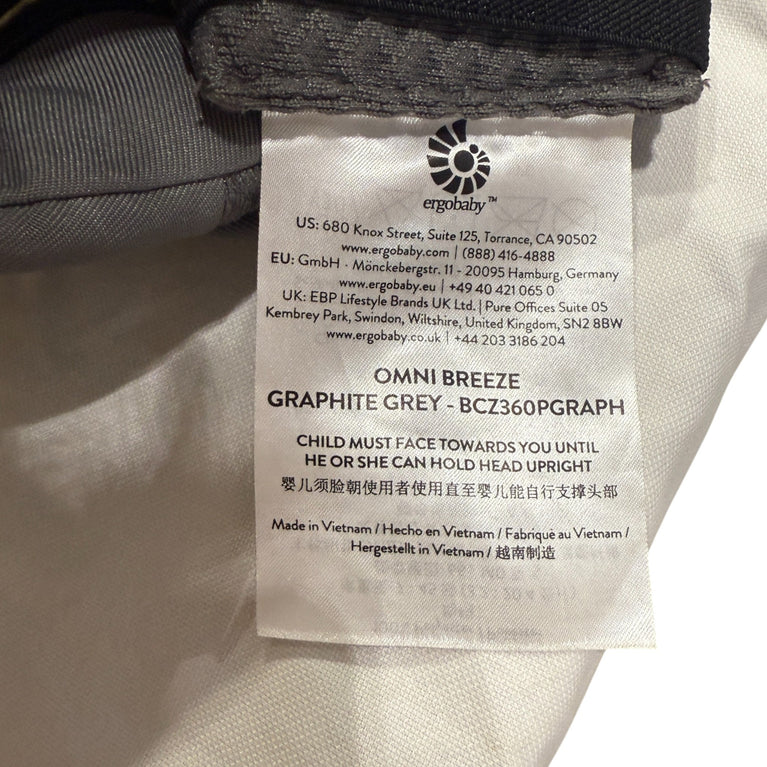 ergobaby™
US: 680 Knox Street, Suite 125, Torrance, CA 90502
www.ergobaby.com | (888) 416-4888
EU: GmbH · Mönckebergstr. 11 - 20095 Hamburg, Germany
www.ergobaby.eu | +49 40 421 065 0
UK: EBP Lifestyle Brands UK Ltd. | Pure Offices Suite 05
Kembrey Park, Swindon, Wiltshire, United Kingdom, SN2 8BW
www.ergobaby.co.uk | +44 203 3186 204
OMNI BREEZE
GRAPHITE GREY - BCZ360PGRAPH
CHILD MUST FACE TOWARDS YOU UNTIL
HE OR SHE CAN HOLD HEAD UPRIGHT
婴儿须脸朝使用者使用直至婴儿能自行支撑头部
Made in Vietnam / Hecho en Vietnam / Fabriqué au Vietnam /
Hergestellt in Vietnam / 越南制造